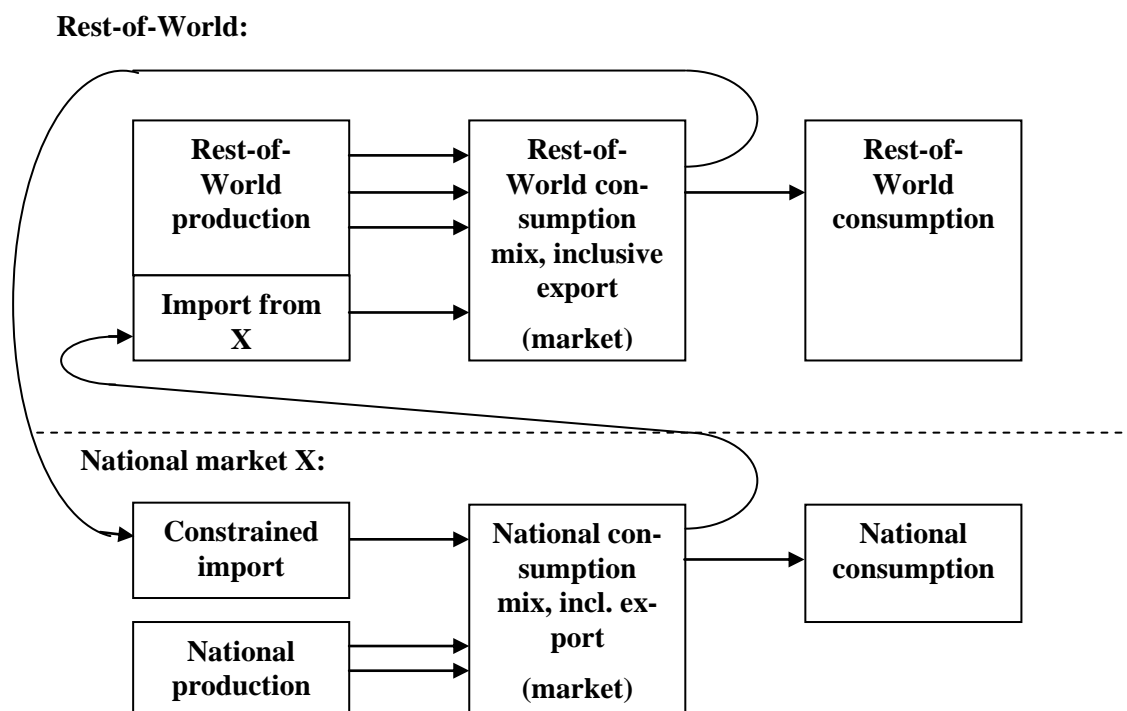 Rest-of-World:
Rest-of-
World
production
Import from
X
Rest-of-
World con-
sumption
mix, inclusive
export
(market)
Rest-of-
World
consumption
National market X:
Constrained
import
National
production
National con-
sumption
mix, incl. ex-
port
(market)
National
consumption